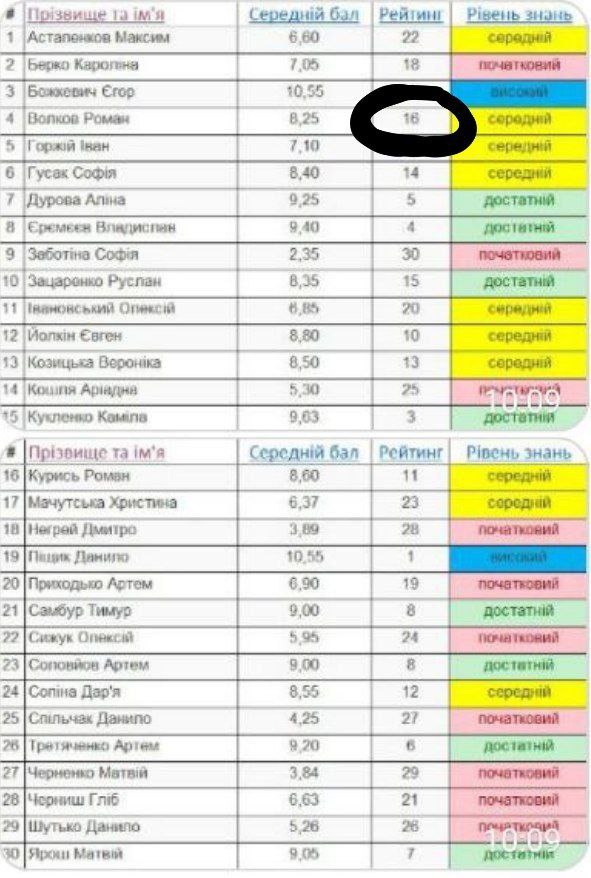 # Прізвище та ім'я Середній бал Рейтинг Рівень знань
1 Астапенков Максим 6,60 22 середній
2 Берко Кароліна 7,05 18 початковий
3 Божкевич Єгор 10,55 високий
4 Волков Роман 8,25 16 середній
5 Горжій Іван 7,10 середній
6 Гусак Софія 8,40 14 середній
7 Дурова Аліна 9,25 5 достатній
8 Єремєєв Владислав 9,40 4 достатній
9 Заботіна Софія 2,35 30 початковий
10 Зацаренко Руслан 8,35 15 достатній
11 Івановський Олексій 6,85 20 середній
12 Йолкін Євген 8,80 10 середній
13 Козицька Вероніка 8,50 13 середній
14 Кошля Аріадна 5,30 25 початковий
10:09
15 Кукленко Каміла 9,63 3 достатній
# Прізвище та ім'я Середній бал Рейтинг Рівень знань
16 Курись Роман 8,60 11 середній
17 Мачутська Христина 6,37 23 середній
18 Негрей Дмитро 3,89 28 початковий
19 Піщик Данило 10,55 1 високий
20 Приходько Артем 6,90 19 початковий
21 Самбур Тимур 9,00 8 достатній
22 Сижук Олексій 5,95 24 початковий
23 Соловйов Артем 9,00 8 достатній
24 Сопіна Дар'я 8,55 12 середній
25 Спільчак Данило 4,25 27 початковий
26 Третяченко Артем 9,20 6 достатній
27 Черненко Матвій 3,84 29 початковий
28 Черниш Гліб 6,63 21 початковий
29 Шутько Данило 5,26 26 початковий
10:09
30 Ярош Матвій 9,05 7 достатній